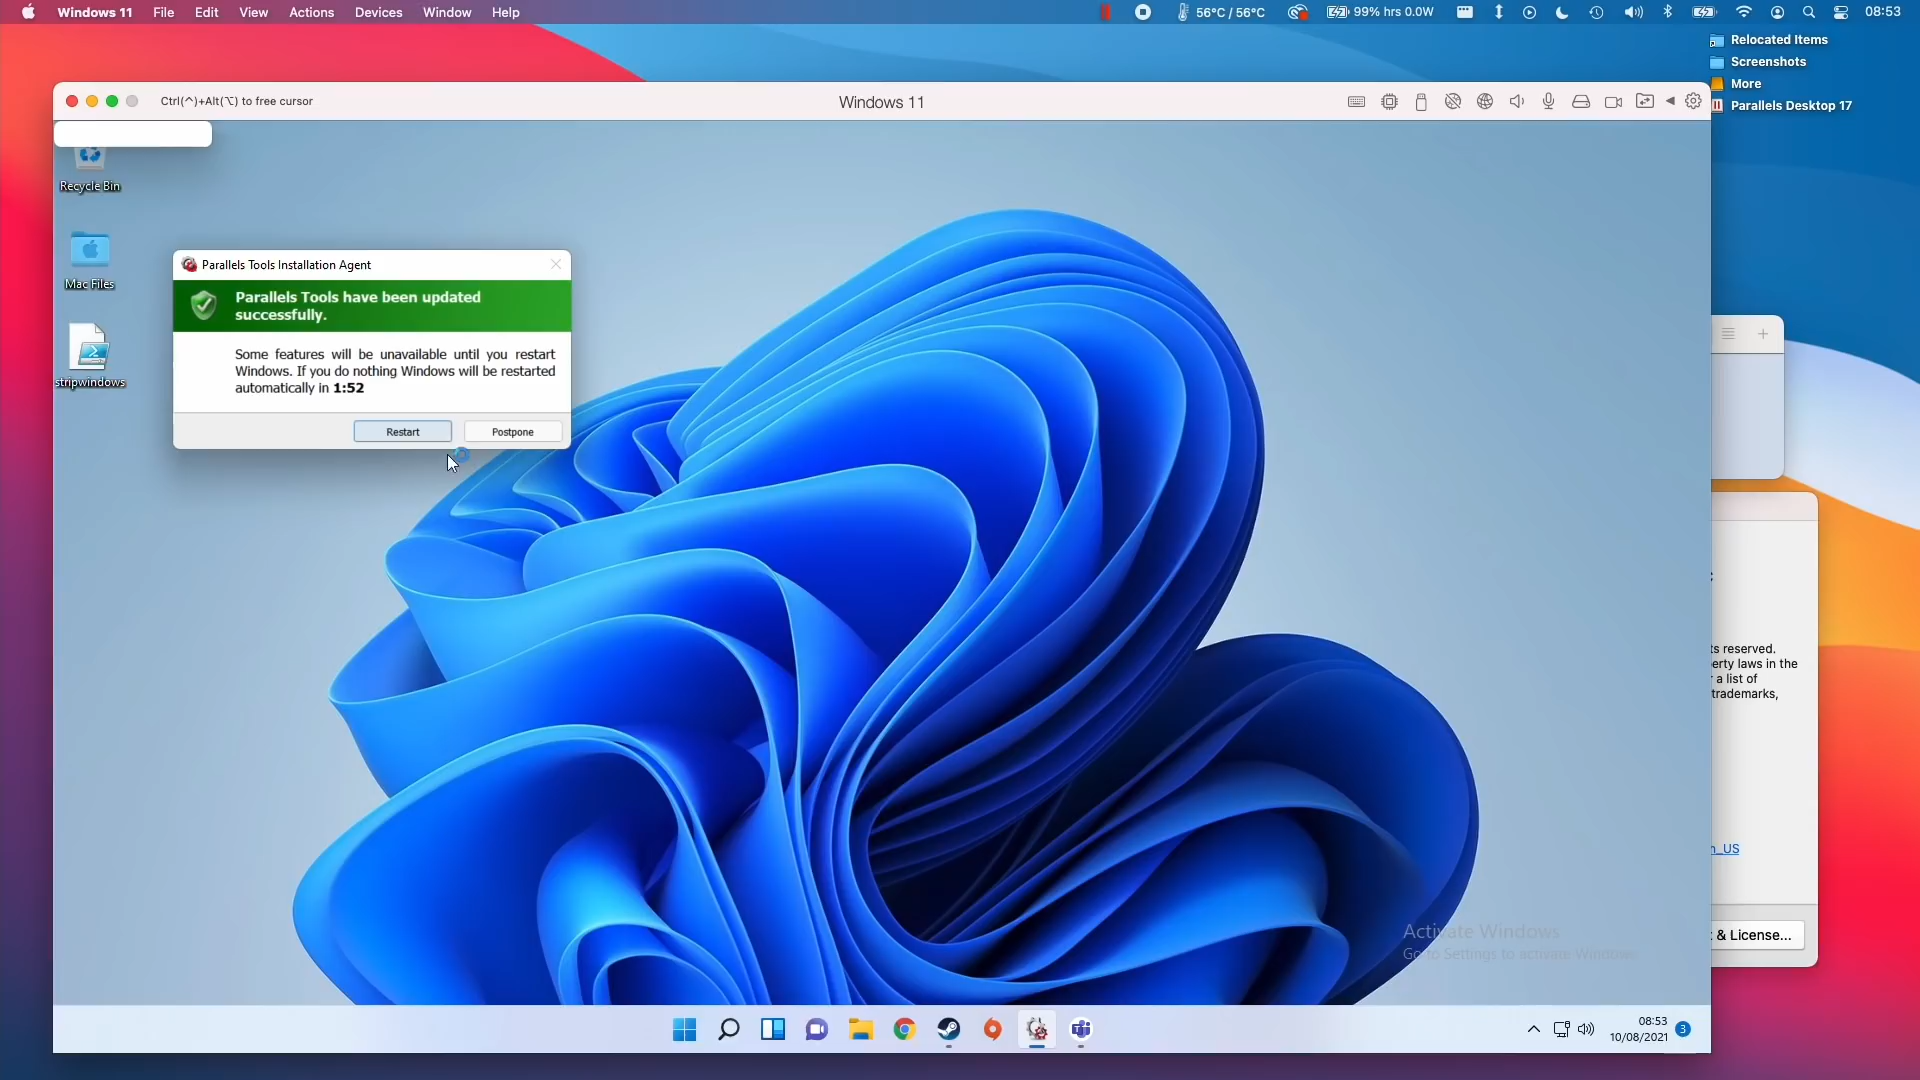 Windows 11 File Edit View Actions Devices Window Help
56°C / 56°C 99% hrs 0.0W 08:53
Relocated Items
Screenshots
More
Parallels Desktop 17
Ctrl(^)+Alt(⌥) to free cursor
Windows 11
Recycle Bin
Mac Files
stripwindows
Parallels Tools Installation Agent
Parallels Tools have been updated
successfully.
Some features will be unavailable until you restart
Windows. If you do nothing Windows will be restarted
automatically in 1:52
Restart Postpone
ts reserved.
erty laws in the
r a list of
trademarks,
n_US
& License...
Activate Windows
Go to Settings to activate Windows.
08:53
10/08/2021
3